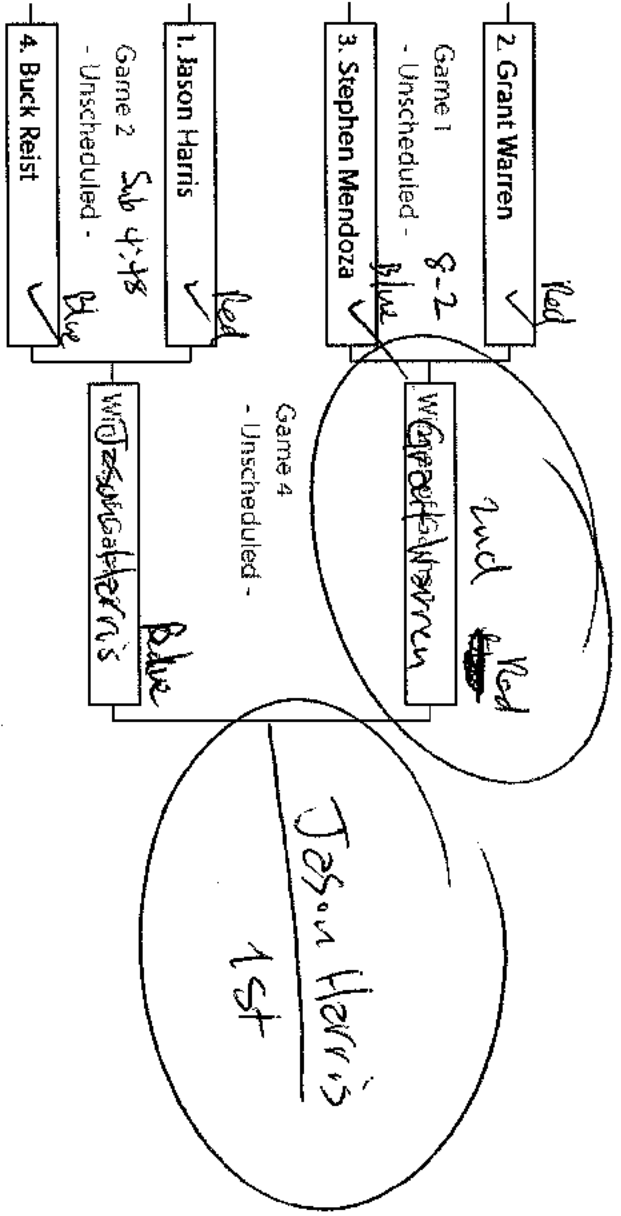 2. Grant Warren
Red
Game 1
- Unscheduled -
8-2
3. Stephen Mendoza
Blue
1. Jason Harris
Red
Game 2
- Unscheduled -
Sub 4:48
4. Buck Reist
Blue
2nd Red
Grant Warren
Game 4
- Unscheduled -
Jason Harris
Blue
Jason Harris
1st